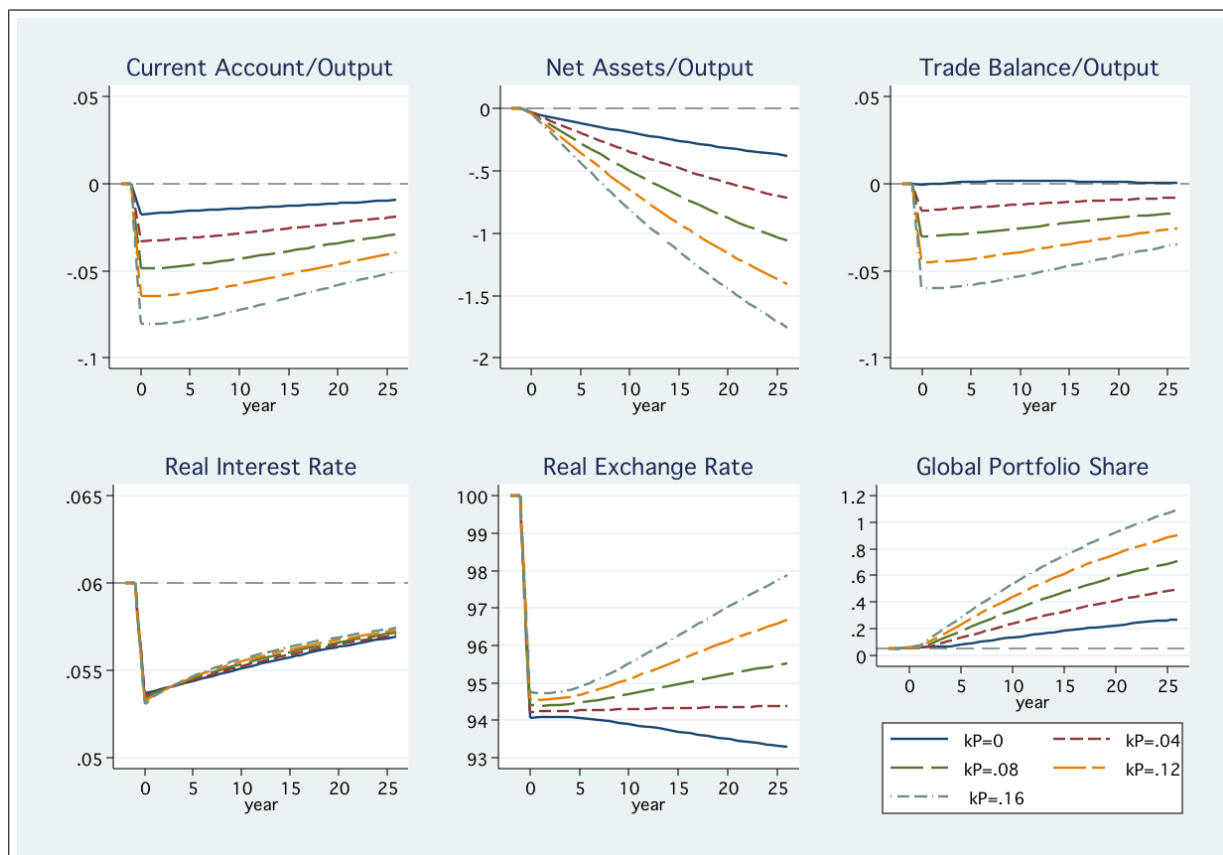 Current Account/Output
.05
0
-.05
-.1
0 5 10 15 20 25
year
Net Assets/Output
0
-.5
-1
-1.5
-2
0 5 10 15 20 25
year
Trade Balance/Output
.05
0
-.05
-.1
0 5 10 15 20 25
year
Real Interest Rate
.065
.06
.055
.05
0 5 10 15 20 25
year
Real Exchange Rate
100
99
98
97
96
95
94
93
0 5 10 15 20 25
year
Global Portfolio Share
1.2
1
.8
.6
.4
.2
0
0 5 10 15 20 25
year
kP=0 kP=.04
kP=.08 kP=.12
kP=.16